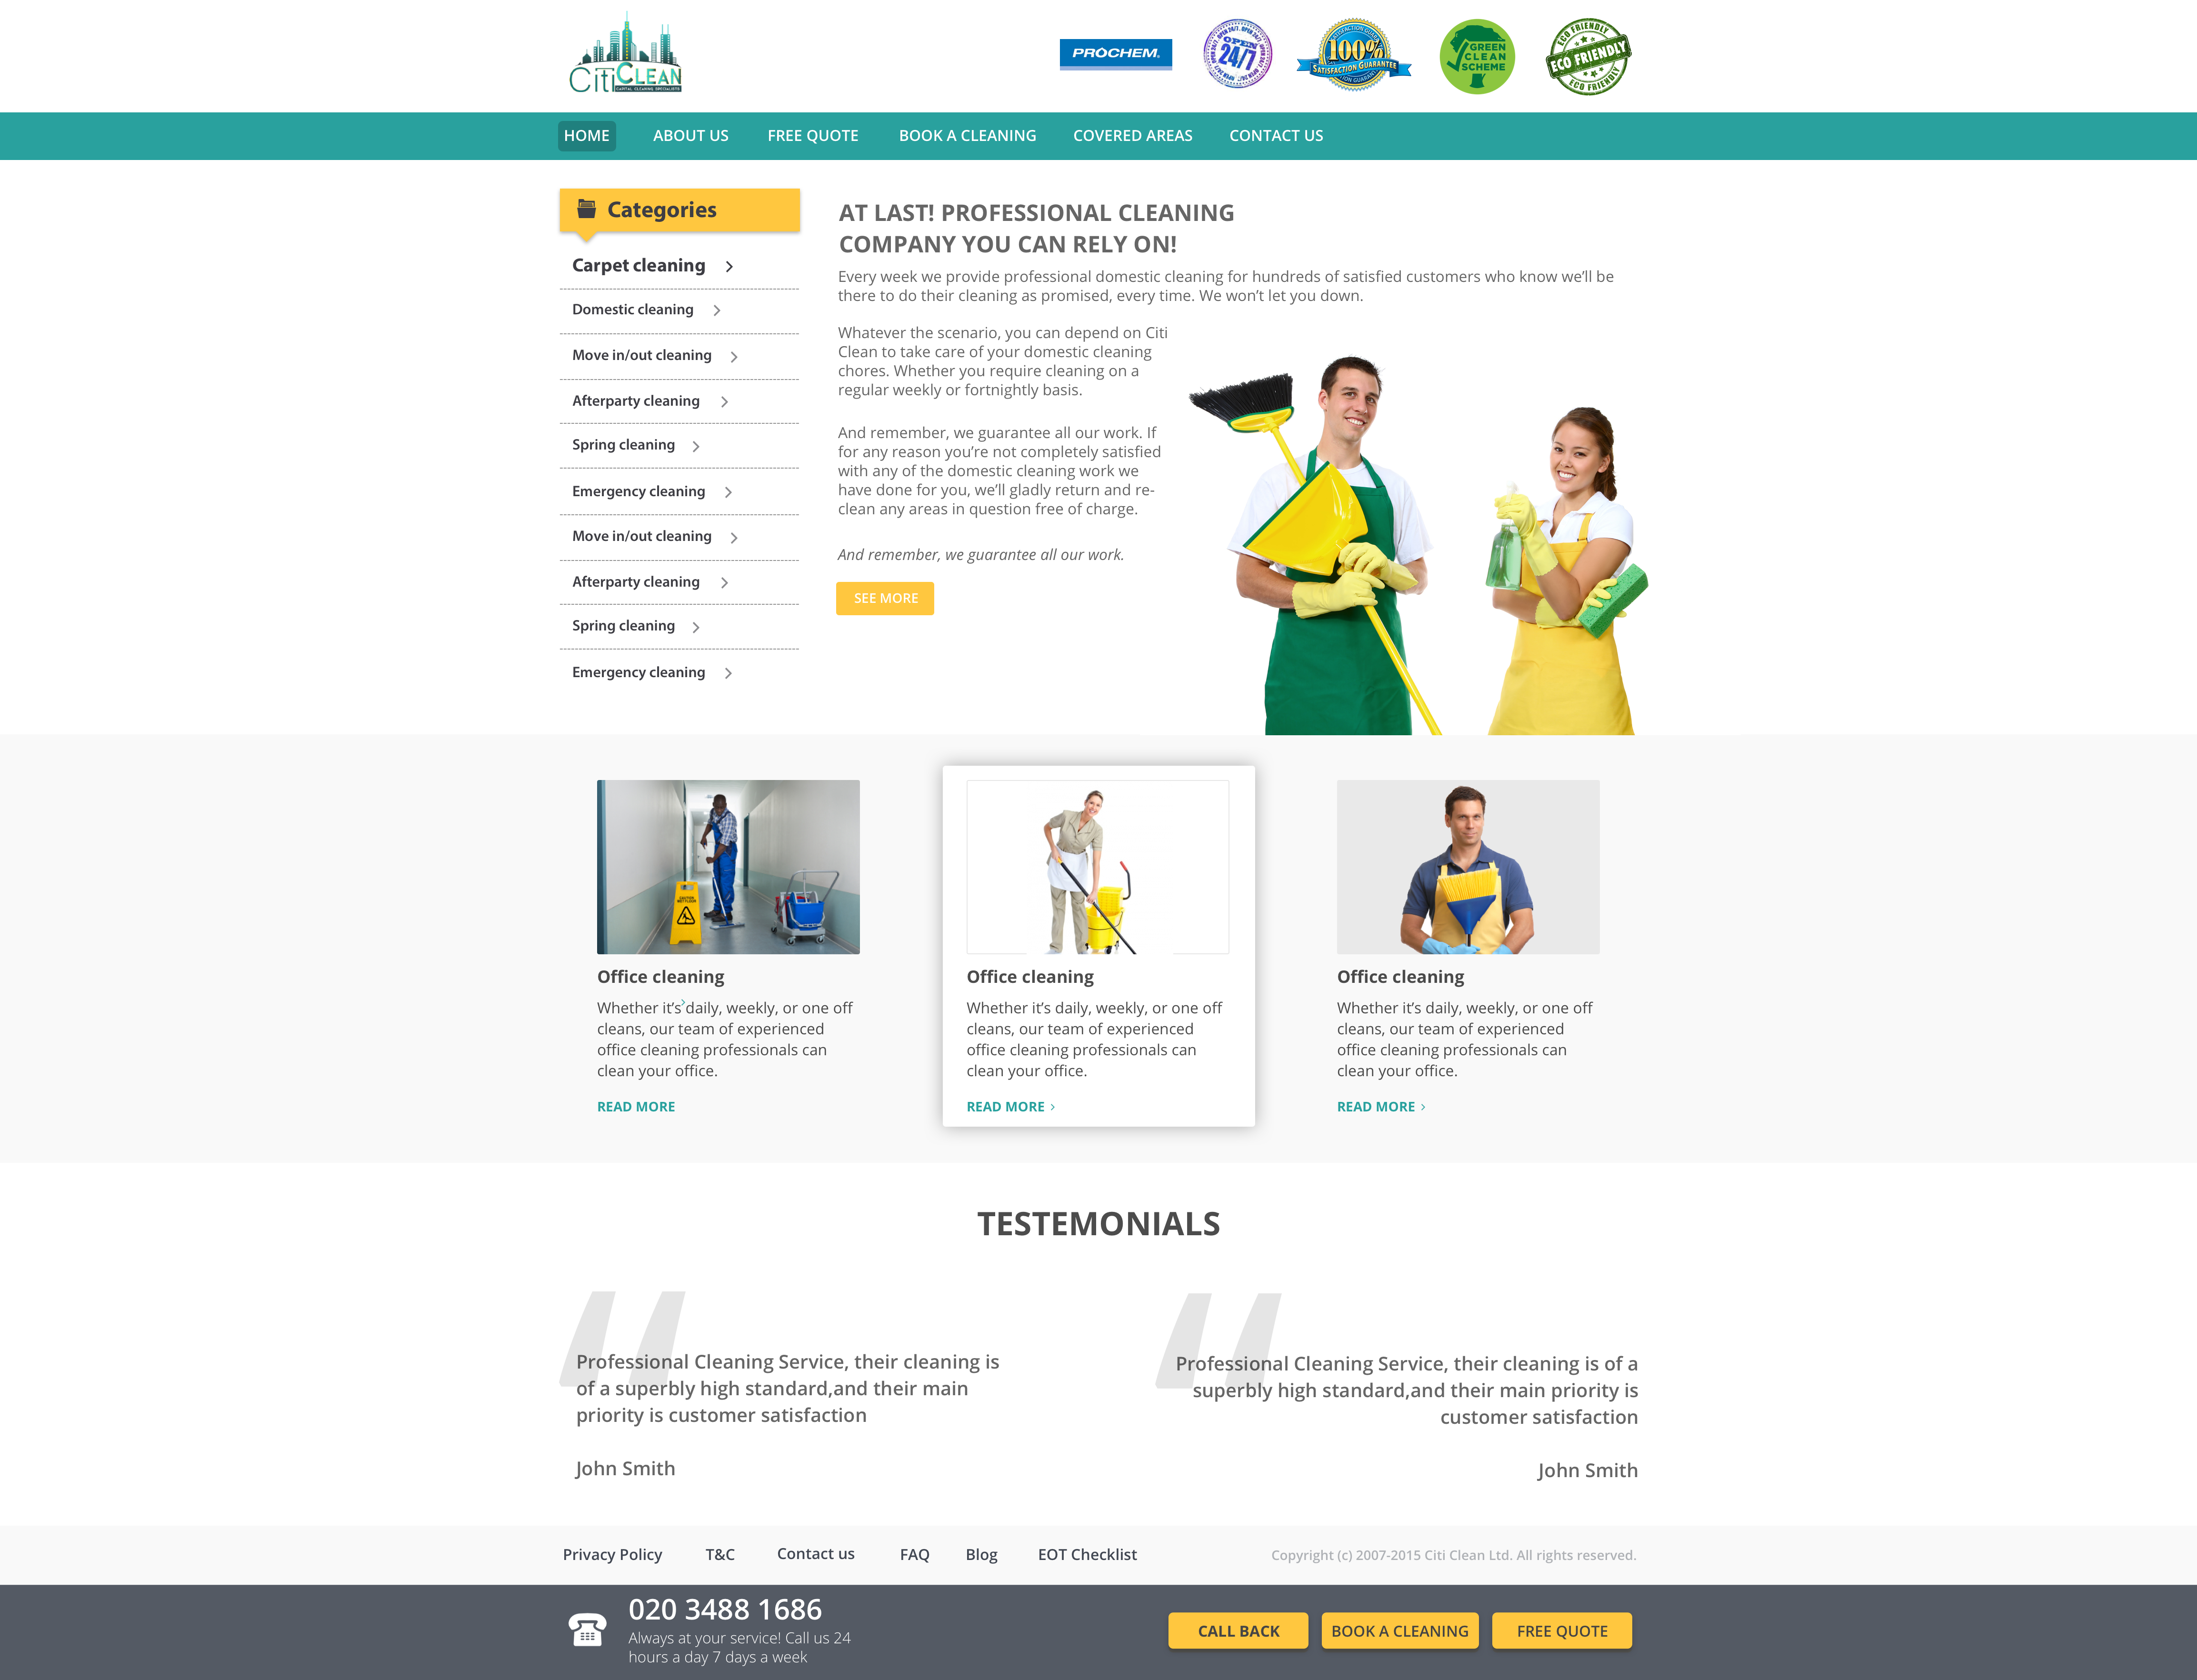 CITICLEAN
CAPITAL CLEANING SPECIALISTS
PROCHEM.
OPEN
24/7
100%
SATISFACTION GUARANTEE
GREEN
CLEAN
SCHEME
ECO FRIENDLY
ECO FRIENDLY
ECO FRIENDLY
HOME
ABOUT US
FREE QUOTE
BOOK A CLEANING
COVERED AREAS
CONTACT US
Categories
Carpet cleaning
Domestic cleaning
Move in/out cleaning
Afterparty cleaning
Spring cleaning
Emergency cleaning
Move in/out cleaning
Afterparty cleaning
Spring cleaning
Emergency cleaning
AT LAST! PROFESSIONAL CLEANING
COMPANY YOU CAN RELY ON!
Every week we provide professional domestic cleaning for hundreds of satisfied customers who know we’ll be
there to do their cleaning as promised, every time. We won’t let you down.
Whatever the scenario, you can depend on Citi
Clean to take care of your domestic cleaning
chores. Whether you require cleaning on a
regular weekly or fortnightly basis.
And remember, we guarantee all our work. If
for any reason you’re not completely satisfied
with any of the domestic cleaning work we
have done for you, we’ll gladly return and re-
clean any areas in question free of charge.
And remember, we guarantee all our work.
SEE MORE
Office cleaning
Whether it’s daily, weekly, or one off
cleans, our team of experienced
office cleaning professionals can
clean your office.
READ MORE
Office cleaning
Whether it’s daily, weekly, or one off
cleans, our team of experienced
office cleaning professionals can
clean your office.
READ MORE
Office cleaning
Whether it’s daily, weekly, or one off
cleans, our team of experienced
office cleaning professionals can
clean your office.
READ MORE
TESTEMONIALS
Professional Cleaning Service, their cleaning is
of a superbly high standard,and their main
priority is customer satisfaction
John Smith
Professional Cleaning Service, their cleaning is of a
superbly high standard,and their main priority is
customer satisfaction
John Smith
Privacy Policy
T&C
Contact us
FAQ
Blog
EOT Checklist
Copyright (c) 2007-2015 Citi Clean Ltd. All rights reserved.
020 3488 1686
Always at your service! Call us 24
hours a day 7 days a week
CALL BACK
BOOK A CLEANING
FREE QUOTE